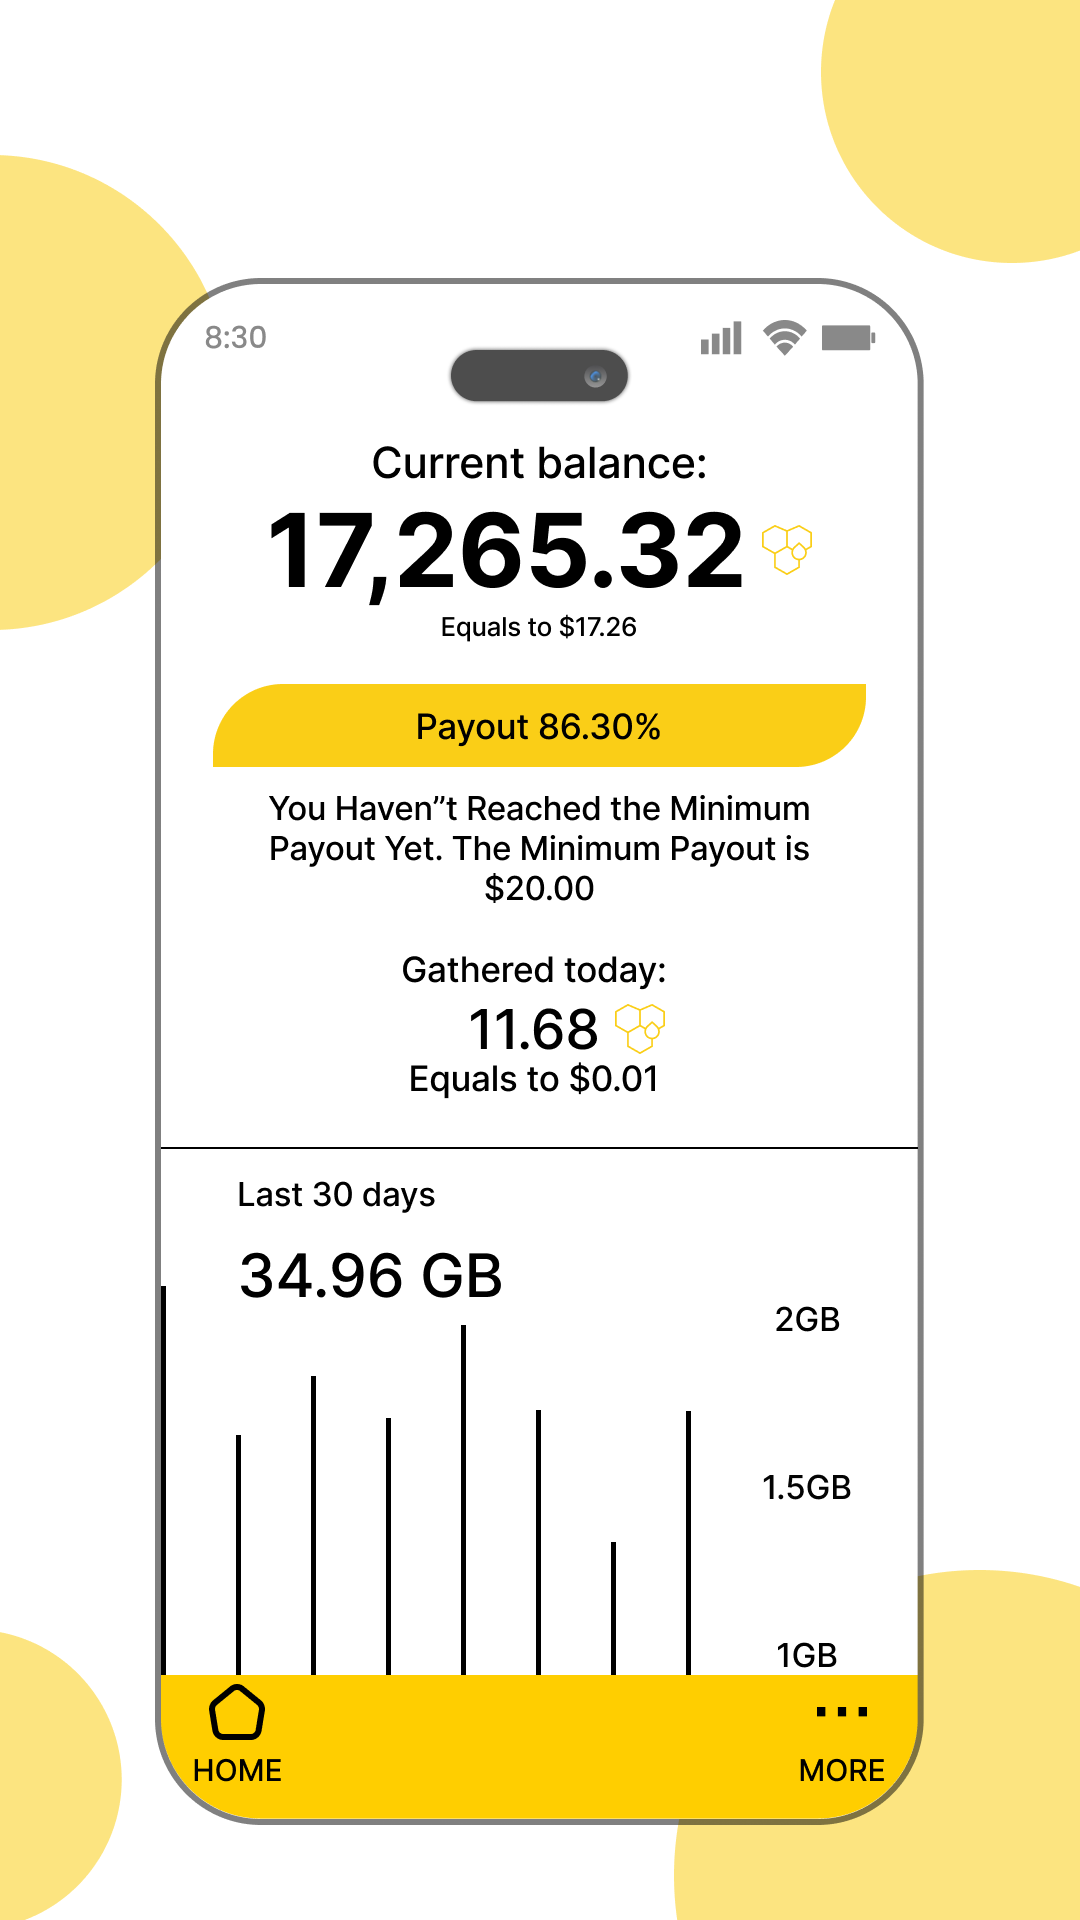 8:30
Current balance:
17,265.32
Equals to $17.26
Payout 86.30%
You Haven”t Reached the Minimum
Payout Yet. The Minimum Payout is
$20.00
Gathered today:
11.68
Equals to $0.01
Last 30 days
34.96 GB
2GB
1.5GB
1GB
HOME
MORE